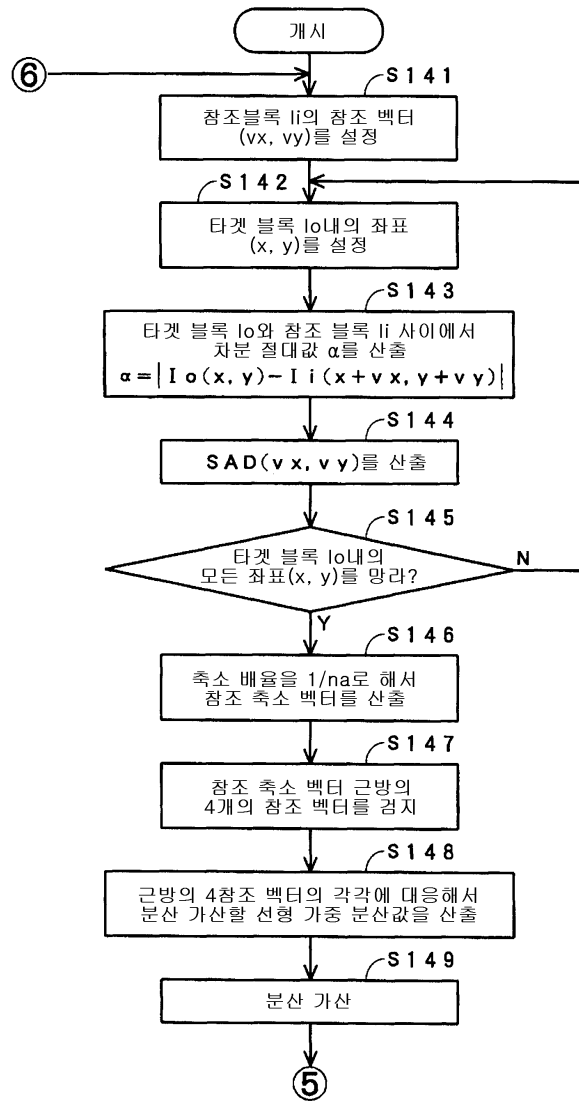 개시
⑥
S141
참조블록 Ii의 참조 벡터
(vx, vy)를 설정
S142
타겟 블록 Io내의 좌표
(x, y)를 설정
S143
타겟 블록 Io와 참조 블록 Ii 사이에서
차분 절대값 α를 산출
α=|Io(x, y)-Ii(x+vx, y+vy)|
S144
SAD(vx, vy)를 산출
S145
타겟 블록 Io내의
모든 좌표(x, y)를 망라?
N
Y
S146
축소 배율을 1/na로 해서
참조 축소 벡터를 산출
S147
참조 축소 벡터 근방의
4개의 참조 벡터를 검지
S148
근방의 4참조 벡터의 각각에 대응해서
분산 가산할 선형 가중 분산값을 산출
S149
분산 가산
⑤